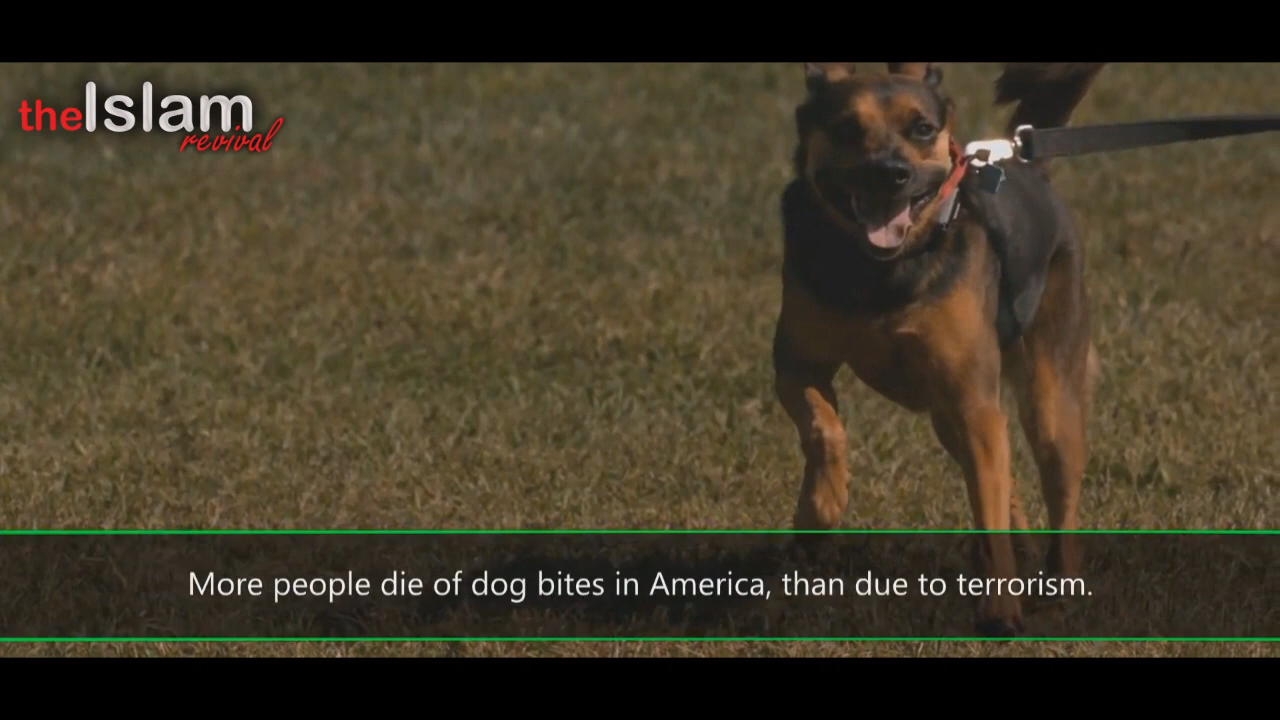 theIslam
revival
More people die of dog bites in America, than due to terrorism.